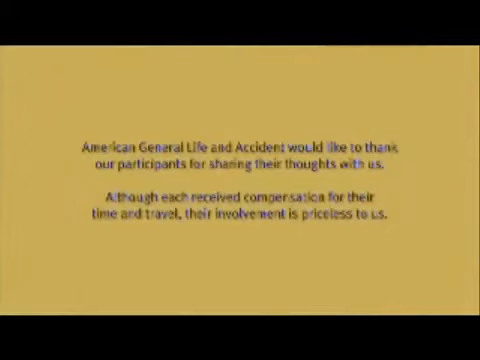 American General Life and Accident would like to thank
our participants for sharing their thoughts with us.
Although each received compensation for their
time and travel, their involvement is priceless to us.